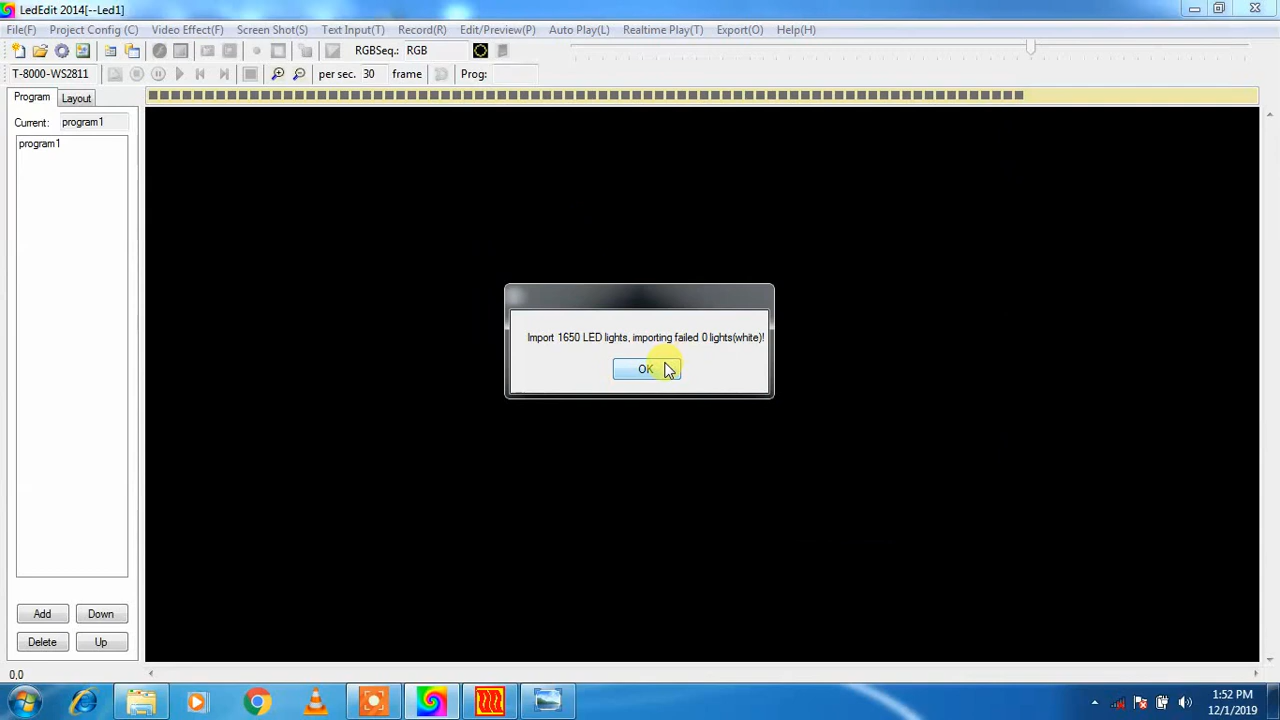 LedEdit 2014[--Led1]
File(F) Project Config (C) Video Effect(F) Screen Shot(S) Text Input(T) Record(R) Edit/Preview(P) Auto Play(L) Realtime Play(T) Export(O) Help(H)
RGBSeq.: RGB
T-8000-WS2811 per sec. 30 frame Prog:
Program Layout
Current: program1
program1
Import 1650 LED lights, importing failed 0 lights(white)!
OK
Add Down
Delete Up
0,0
1:52 PM
12/1/2019